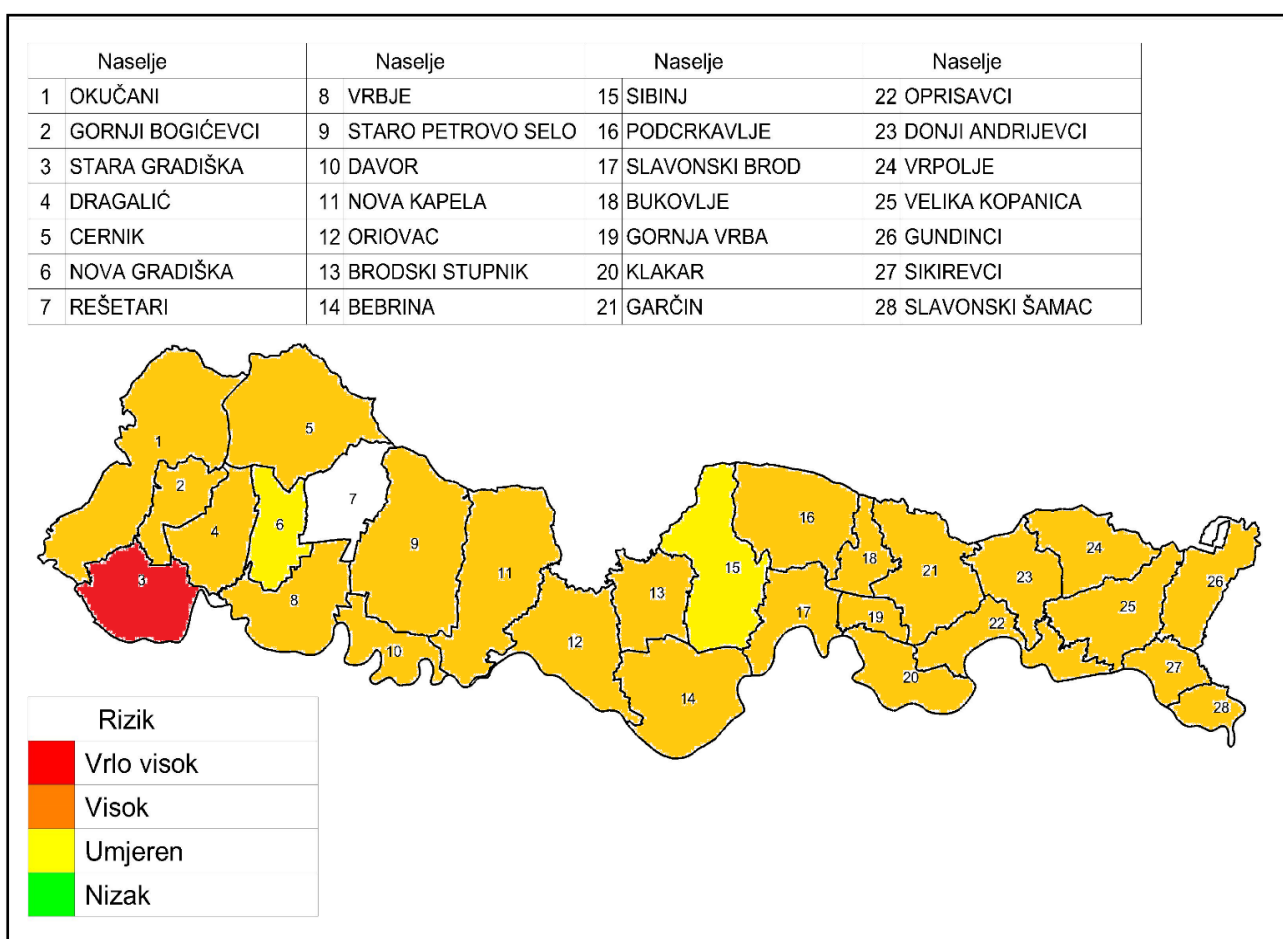 Naselje Naselje Naselje Naselje
1 OKUČANI 8 VRBJE 15 SIBINJ 22 OPRISAVCI
2 GORNJI BOGIĆEVCI 9 STARO PETROVO SELO 16 PODCRKAVLJE 23 DONJI ANDRIJEVCI
3 STARA GRADIŠKA 10 DAVOR 17 SLAVONSKI BROD 24 VRPOLJE
4 DRAGALIĆ 11 NOVA KAPELA 18 BUKOVLJE 25 VELIKA KOPANICA
5 CERNIK 12 ORIOVAC 19 GORNJA VRBA 26 GUNDINCI
6 NOVA GRADIŠKA 13 BRODSKI STUPNIK 20 KLAKAR 27 SIKIREVCI
7 REŠETARI 14 BEBRINA 21 GARČIN 28 SLAVONSKI ŠAMAC
1
5
2
7
6
4
9
16
3
8
10
11
12
13
15
14
17
18
19
20
21
22
23
24
25
26
27
28
Rizik
Vrlo visok
Visok
Umjeren
Nizak